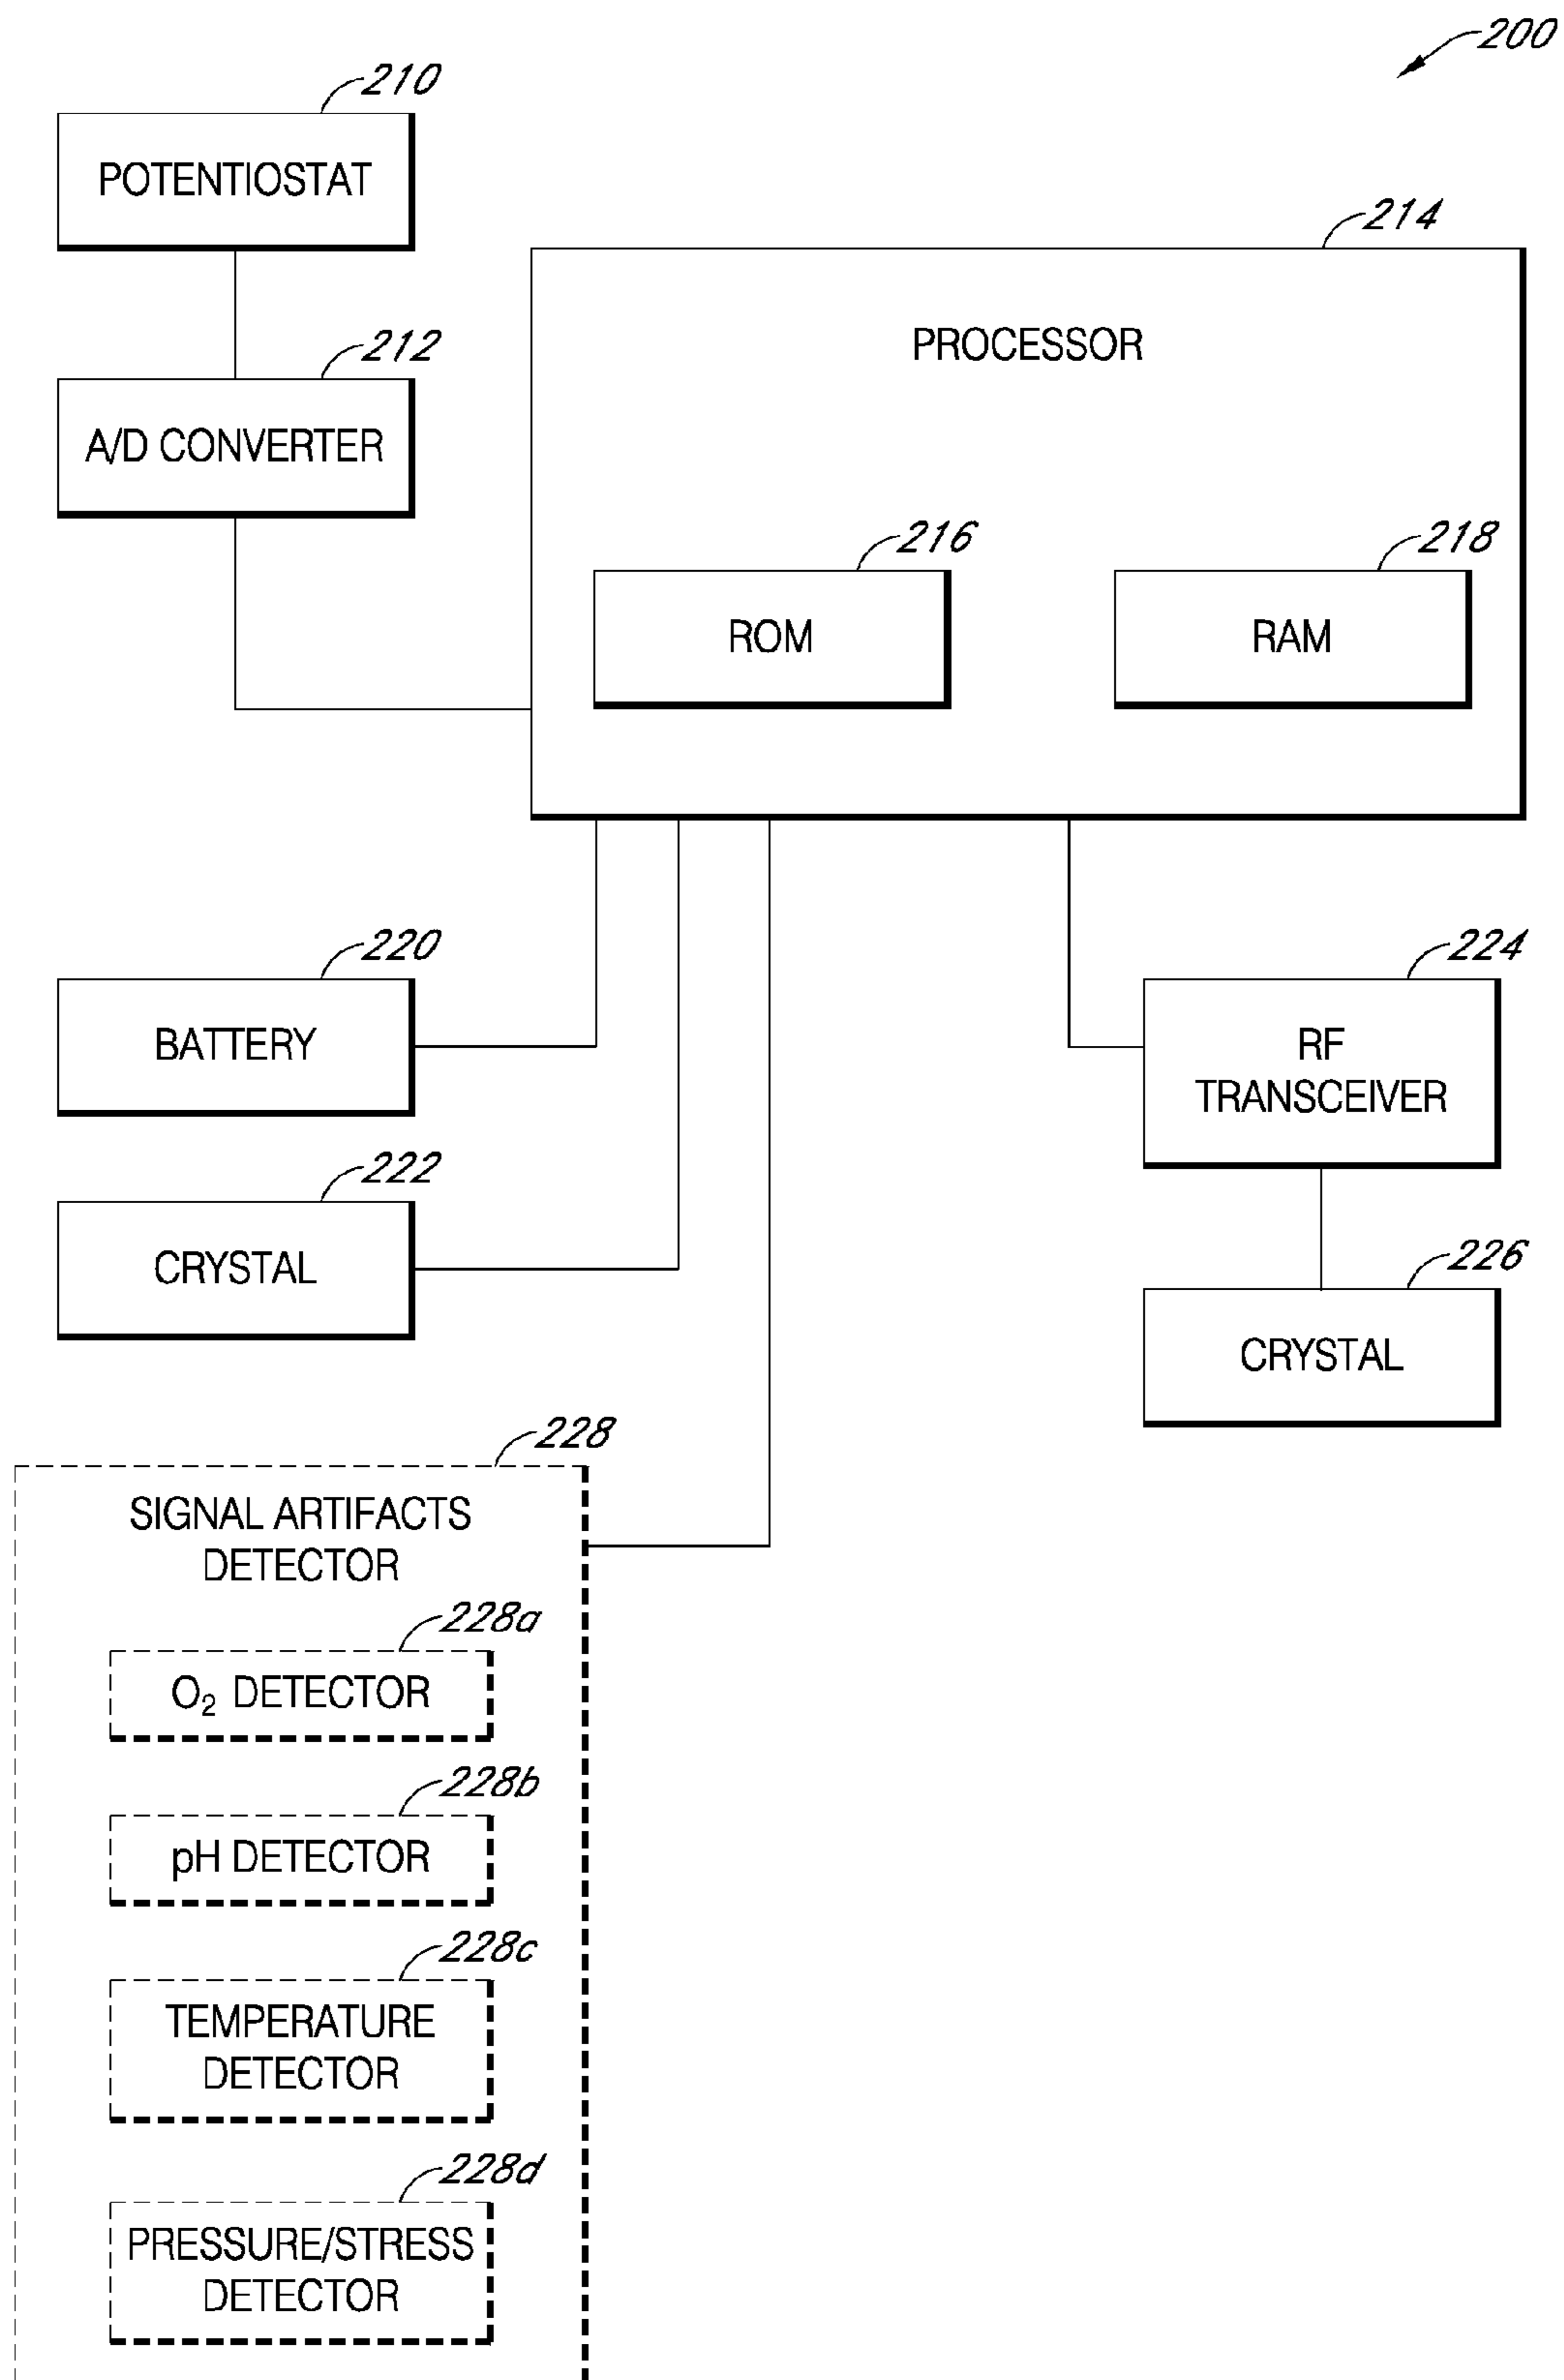 200
210
POTENTIOSTAT
214
PROCESSOR
212
A/D CONVERTER
216
ROM
218
RAM
220
BATTERY
224
RF
TRANSCEIVER
222
CRYSTAL
226
CRYSTAL
228
SIGNAL ARTIFACTS
DETECTOR
228a
O₂ DETECTOR
228b
pH DETECTOR
228c
TEMPERATURE
DETECTOR
228d
PRESSURE/STRESS
DETECTOR